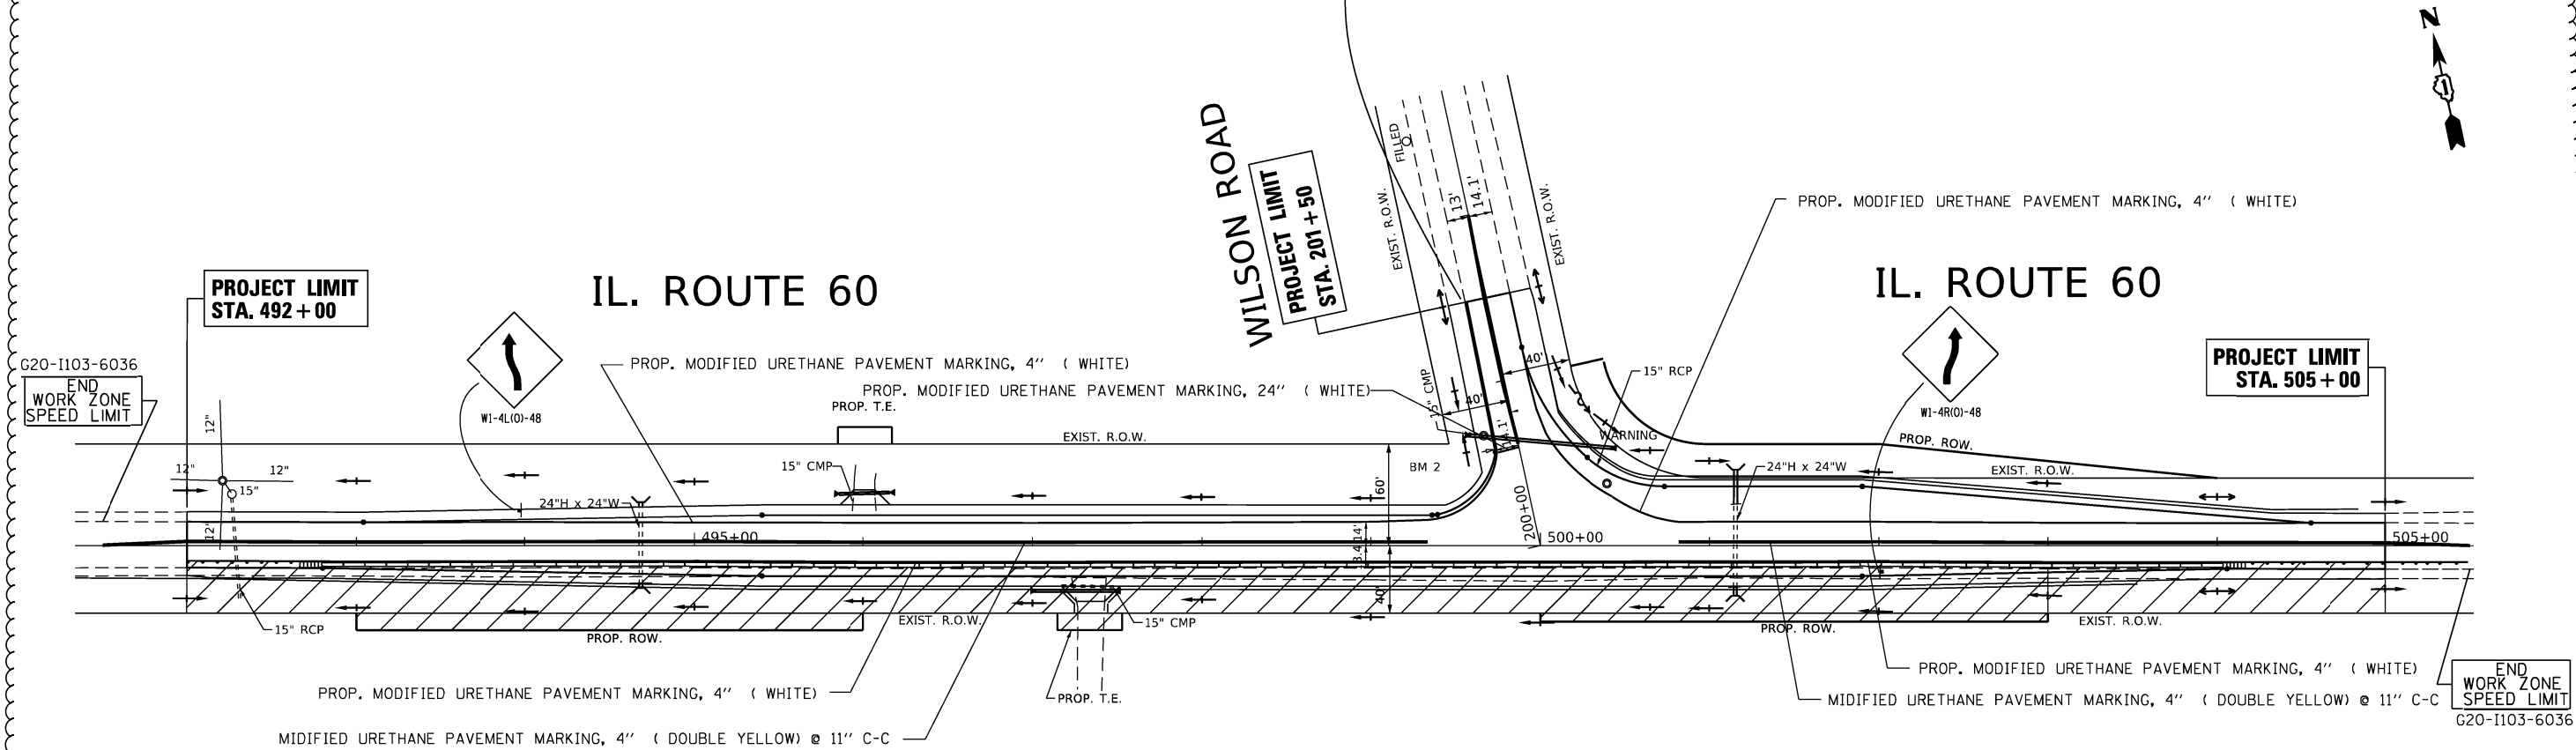 N
1
WILSON ROAD
PROJECT LIMIT
STA. 201+50
EXIST. R.O.W.
FILLED
13'
14.1'
EXIST. R.O.W.
PROP. MODIFIED URETHANE PAVEMENT MARKING, 4" ( WHITE)
PROJECT LIMIT
STA. 492+00
IL. ROUTE 60
IL. ROUTE 60
G20-I103-6036
END
WORK ZONE
SPEED LIMIT
W1-4L(O)-48
PROP. MODIFIED URETHANE PAVEMENT MARKING, 4" ( WHITE)
PROP. MODIFIED URETHANE PAVEMENT MARKING, 24" ( WHITE)
PROP. T.E.
W1-4R(O)-48
PROJECT LIMIT
STA. 505+00
40'
15" RCP
15" CMP
40'
14.1'
WARNING
EXIST. R.O.W.
PROP. ROW.
EXIST. R.O.W.
12"
12"
12"
15"
12"
15" CMP
BM 2
24"H x 24"W
24"H x 24"W
60'
14'
495+00
200+00
500+00
505+00
40'
15" RCP
PROP. ROW.
EXIST. R.O.W.
15" CMP
PROP. ROW.
EXIST. R.O.W.
PROP. MODIFIED URETHANE PAVEMENT MARKING, 4" ( WHITE)
PROP. T.E.
MIDIFIED URETHANE PAVEMENT MARKING, 4" ( DOUBLE YELLOW) @ 11" C-C
PROP. MODIFIED URETHANE PAVEMENT MARKING, 4" ( WHITE)
MIDIFIED URETHANE PAVEMENT MARKING, 4" ( DOUBLE YELLOW) @ 11" C-C
END
WORK ZONE
SPEED LIMIT
G20-I103-6036